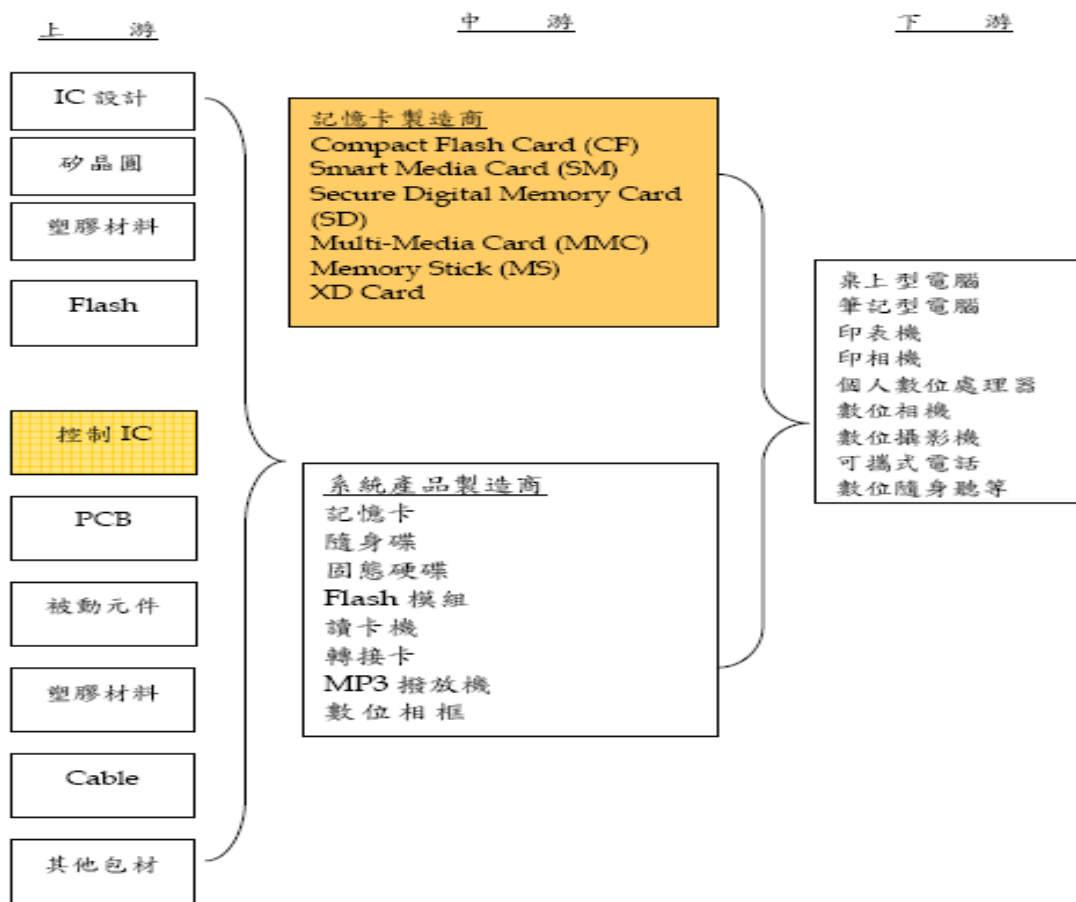 上 游
IC 設計
矽晶圓
塑膠材料
Flash
控制 IC
PCB
被動元件
塑膠材料
Cable
其他包材
中 游
記憶卡製造商
Compact Flash Card (CF)
Smart Media Card (SM)
Secure Digital Memory Card
(SD)
Multi-Media Card (MMC)
Memory Stick (MS)
XD Card
系統產品製造商
記憶卡
隨身碟
固態硬碟
Flash 模組
讀卡機
轉接卡
MP3 撥放機
數位相框
下 游
桌上型電腦
筆記型電腦
印表機
印相機
個人數位處理器
數位相機
數位攝影機
可攜式電話
數位隨身聽等